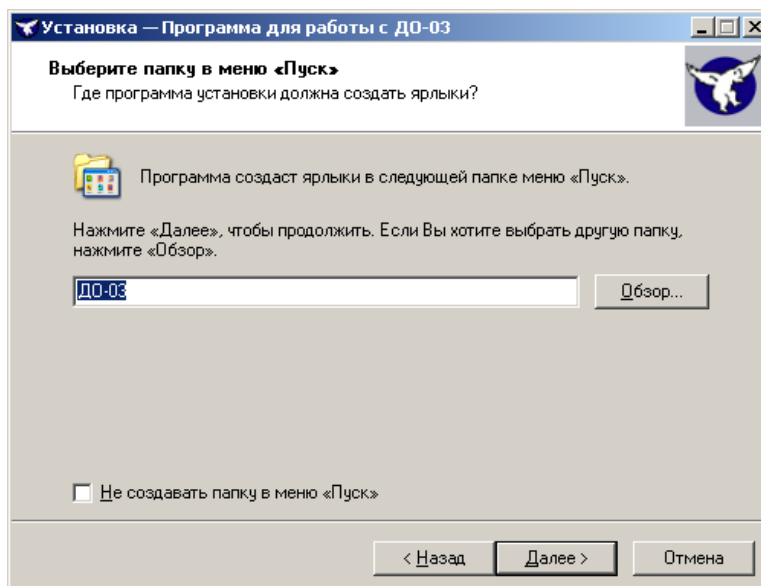 Установка — Программа для работы с ДО-03
Выберите папку в меню «Пуск»
Где программа установки должна создать ярлыки?
Программа создаст ярлыки в следующей папке меню «Пуск».
Нажмите «Далее», чтобы продолжить. Если Вы хотите выбрать другую папку,
нажмите «Обзор».
ДО-03
Обзор...
Не создавать папку в меню «Пуск»
< Назад
Далее >
Отмена